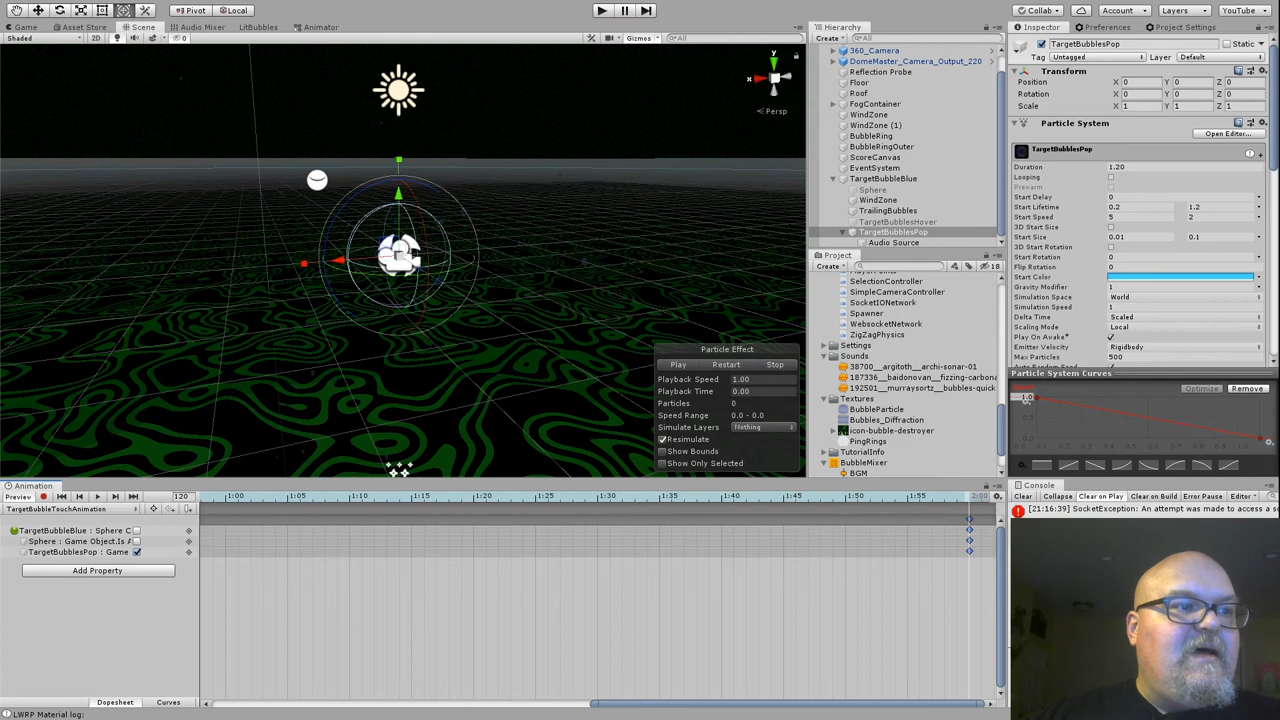 Pivot Local Collab Account Layers YouTube
Game Asset Store Scene Audio Mixer LitBubbles Animator Hierarchy Inspector Preferences Project Settings
Shaded 2D 0 Gizmos All Create All TargetBubblesPop Static
Tag Untagged Layer Default
y
x
Persp
360_Camera
DomeMaster_Camera_Output_220
Reflection Probe
Floor
Roof
FogContainer
WindZone
WindZone (1)
BubbleRing
BubbleRingOuter
ScoreCanvas
EventSystem
TargetBubbleBlue
Sphere
WindZone
TrailingBubbles
TargetBubblesHover
TargetBubblesPop
Audio Source
Transform
Position X 0 Y 0 Z 0
Rotation X 0 Y 0 Z 0
Scale X 1 Y 1 Z 1
Particle System
Open Editor...
TargetBubblesPop
Duration 1.20
Looping
Prewarm
Start Delay 0
Start Lifetime 0.2 1.2
Start Speed 5 2
3D Start Size
Start Size 0.01 0.1
3D Start Rotation
Start Rotation 0
Flip Rotation 0
Start Color
Gravity Modifier 1
Simulation Space World
Simulation Speed 1
Delta Time Scaled
Scaling Mode Local
Play On Awake*
Emitter Velocity Rigidbody
Max Particles 500
Particle System Curves
Optimize Remove
1.0
Project
Create 18
SelectionController
SimpleCameraController
SocketIONetwork
Spawner
WebsocketNetwork
ZigZagPhysics
Settings
Sounds
38700__argitoth__archi-sonar-01
187336__baidonovan__fizzing-carbona
192501__murraysortz__bubbles-quick
Textures
BubbleParticle
Bubbles_Diffraction
icon-bubble-destroyer
PingRings
TutorialInfo
BubbleMixer
BGM
Particle Effect
Play Restart Stop
Playback Speed 1.00
Playback Time 0.00
Particles 0
Speed Range 0.0 - 0.0
Simulate Layers Nothing
Resimulate
Show Bounds
Show Only Selected
Animation
Preview 120 1:00 1:05 1:10 1:15 1:20 1:25 1:30 1:35 1:40 1:45 1:50 1:55 2:00
TargetBubbleTouchAnimation
TargetBubbleBlue : Sphere C
Sphere : Game Object.Is A
TargetBubblesPop : Game
Add Property
Dopesheet Curves
Console
Clear Collapse Clear on Play Clear on Build Error Pause Editor
[21:16:39] SocketException: An attempt was made to access a so
LWRP Material log: